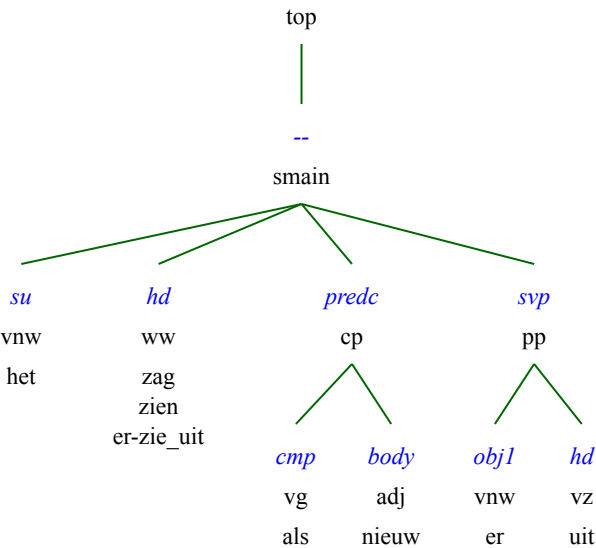 top
--
smain
su hd predc svp
vnw ww cp pp
het zag
zien
er-zie_uit
cmp body obj1 hd
vg adj vnw vz
als nieuw er uit